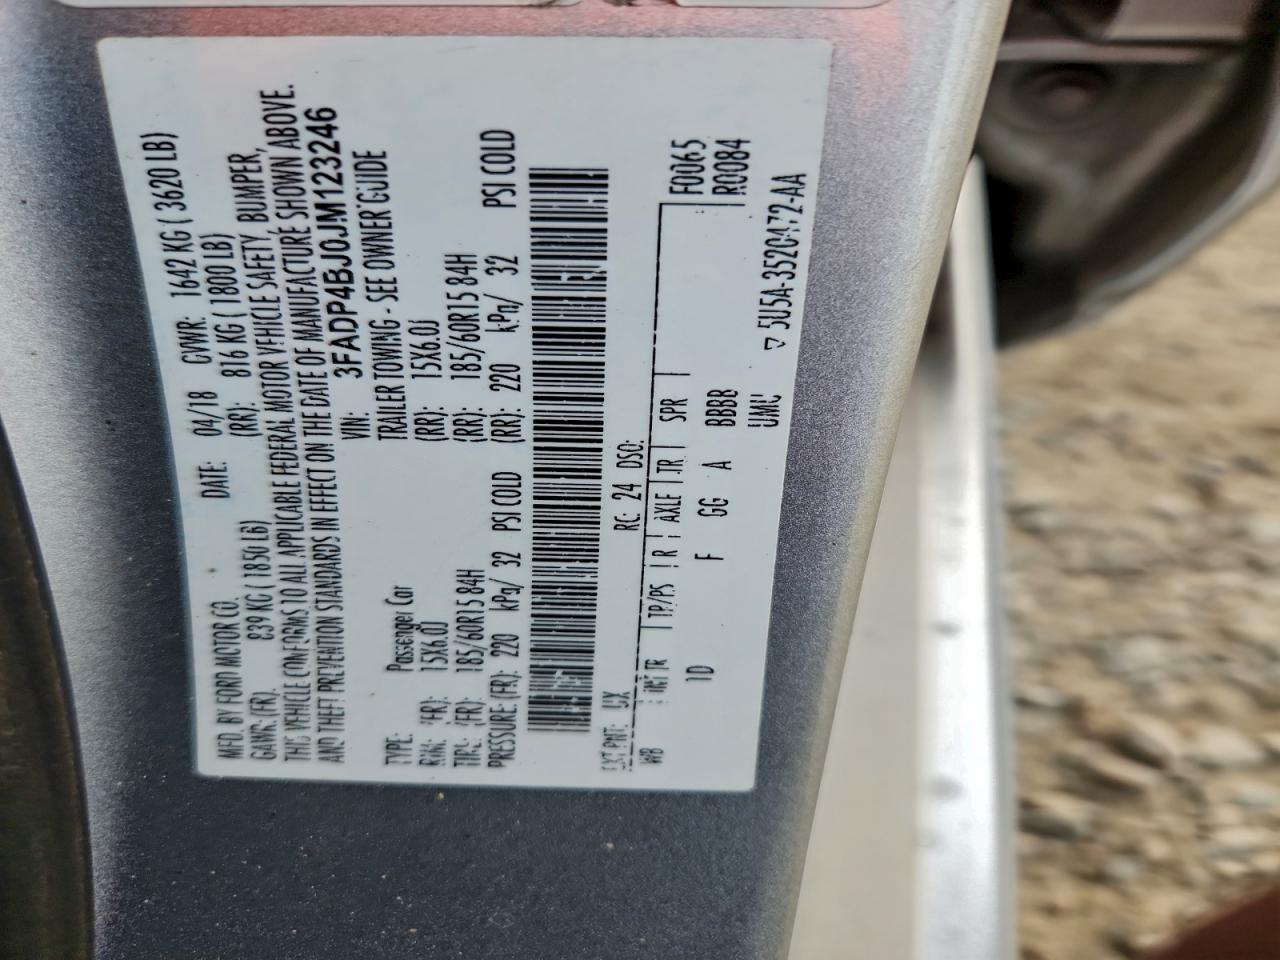 MFD. BY FORD MOTOR CO. DATE: 04/18 GVWR: 1642 KG ( 3620 LB)
GAWR: (FR). 839 KG ( 1850 LB) (RR): 816 KG ( 1800 LB)
THIS VEHICLE CONFORMS TO ALL APPLICABLE FEDERAL MOTOR VEHICLE SAFETY, BUMPER,
AND THEFT PREVENTION STANDARDS IN EFFECT ON THE DATE OF MANUFACTURE SHOWN ABOVE.
VIN: 3FADP4BJ0JM123246
TYPE: Passenger Car TRAILER TOWING - SEE OWNER GUIDE
RIM: (FR): 15X6.0J (RR): 15X6.0J
TIRE: (FR): 185/60R15 84H (RR): 185/60R15 84H
PRESSURE (FR): 220 kPa/ 32 PSI COLD (RR): 220 kPa/ 32 PSI COLD
EXT PNT: UX RC: 24 DSO: F0065
WB INT TR TP/PS R AXLE TR SPR R0084
1D F GG A BBBB
UMC ▽ 5U5A-3520472-AA